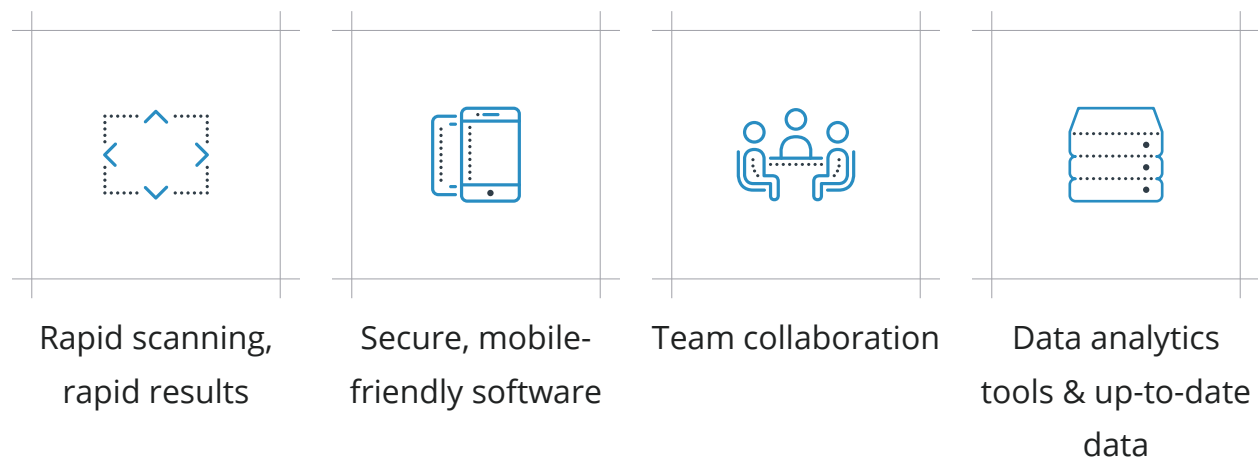 Rapid scanning,
rapid results
Secure, mobile-
friendly software
Team collaboration
Data analytics
tools & up-to-date
data